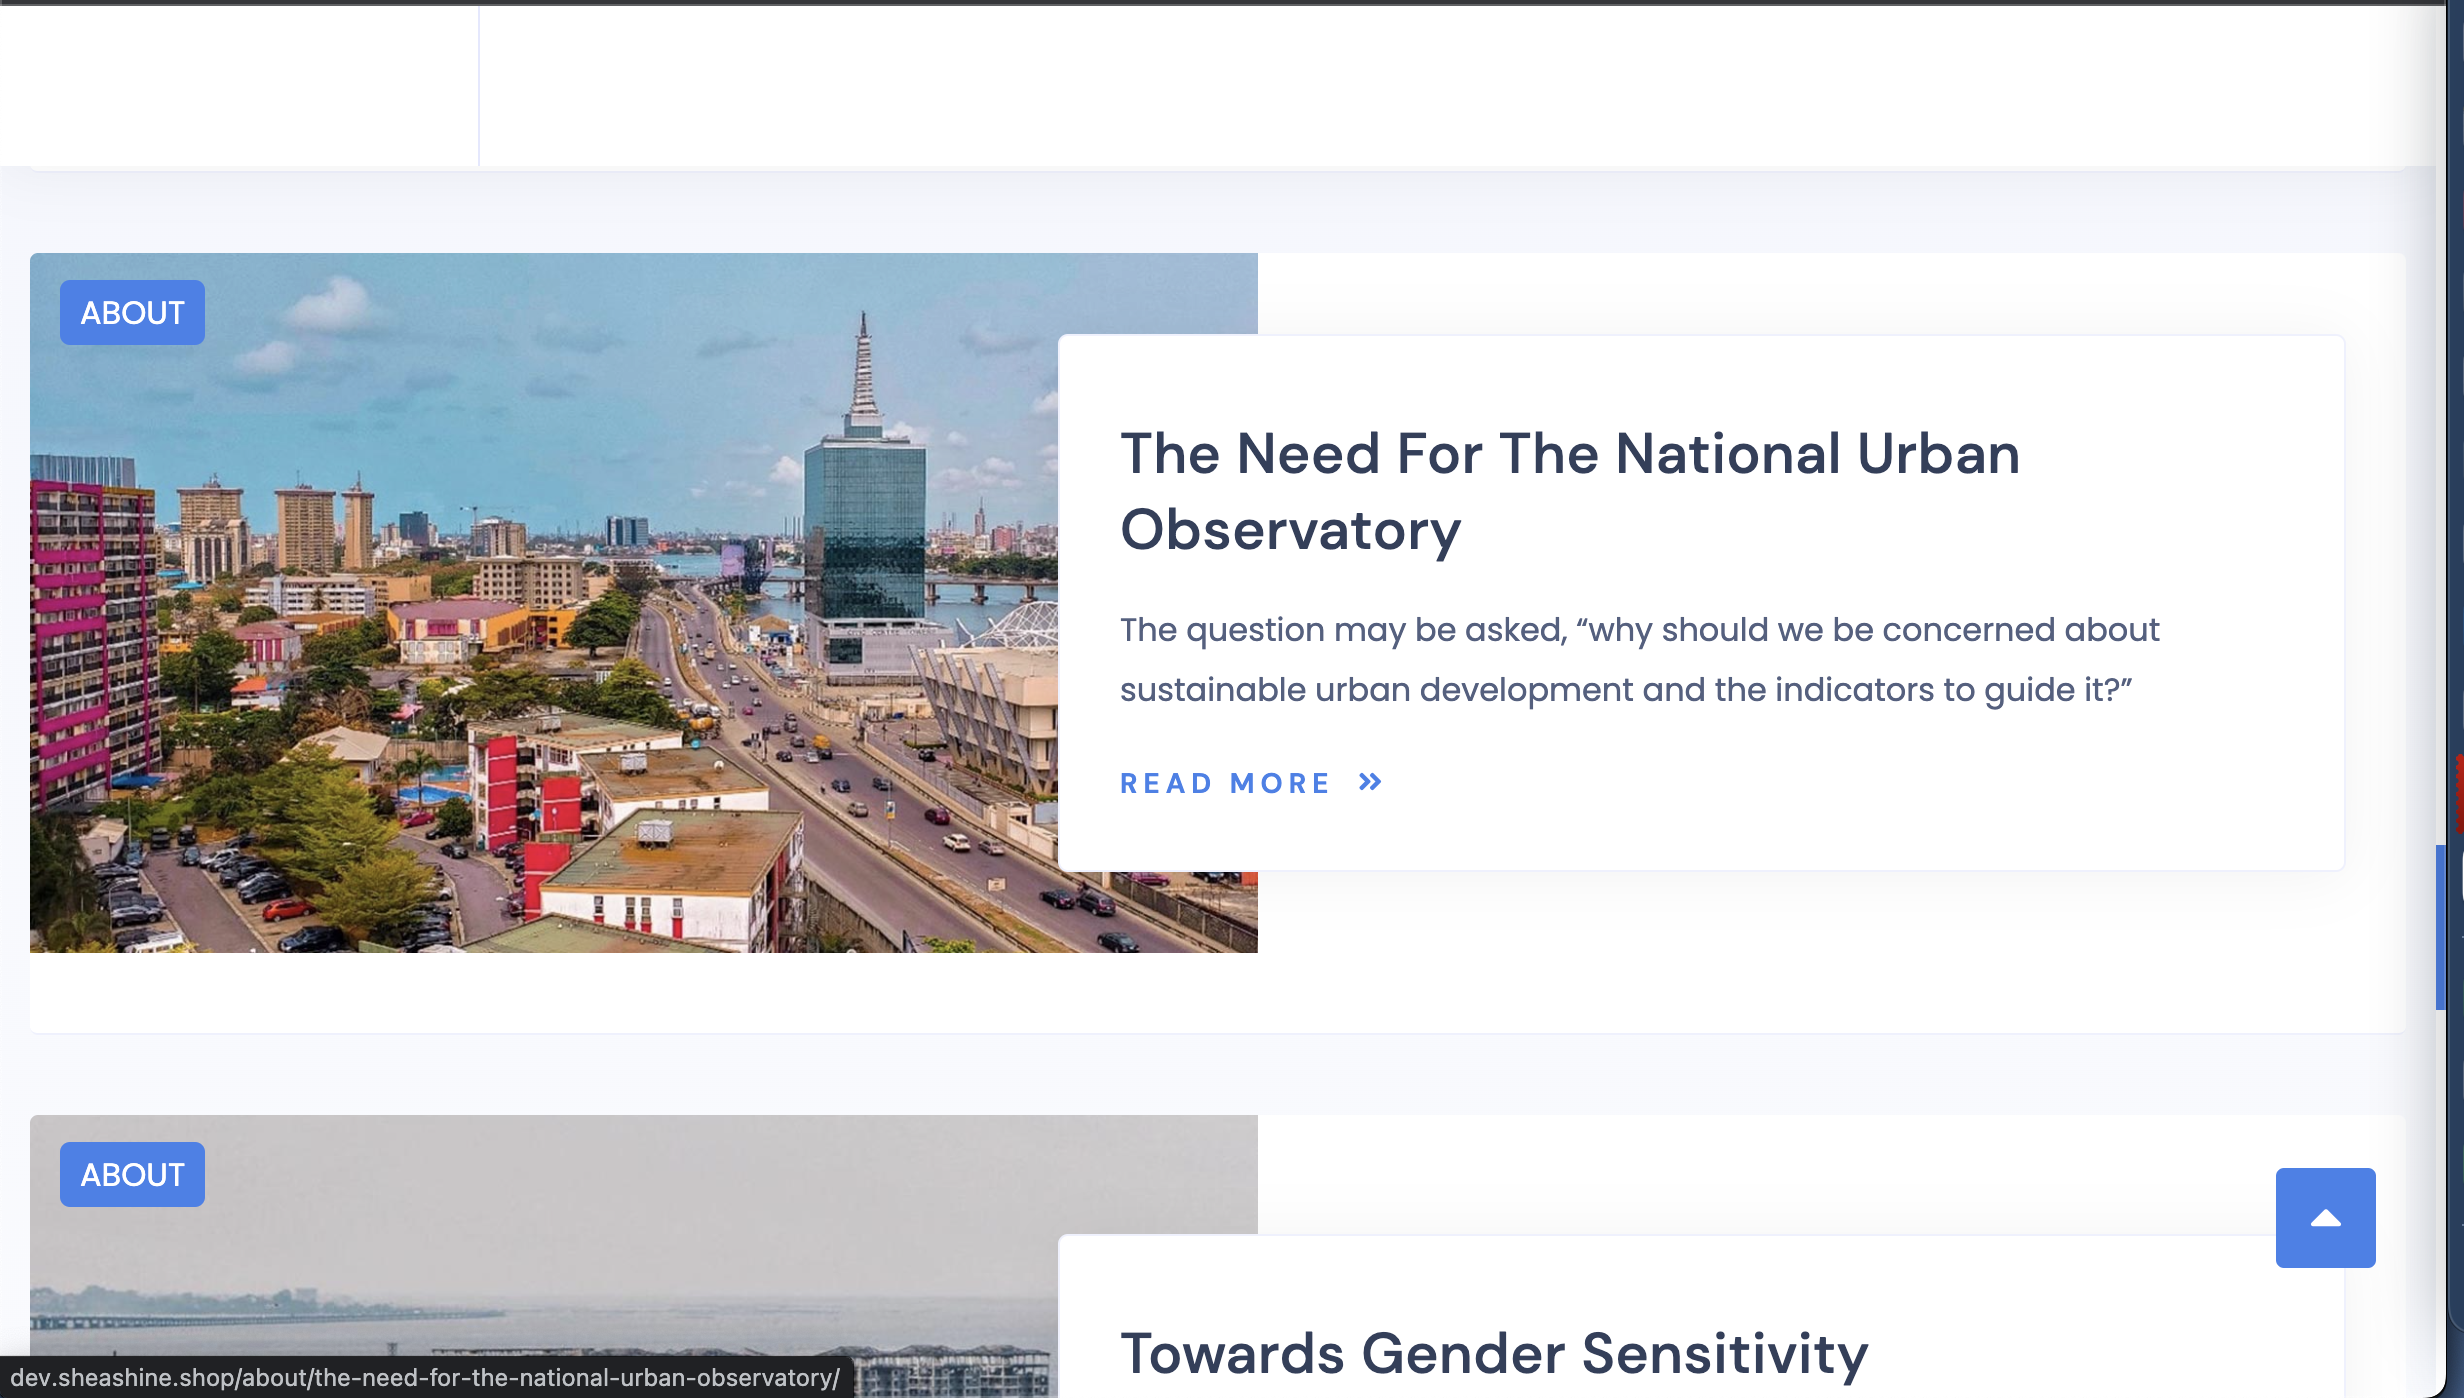 ABOUT
The Need For The National Urban
Observatory
The question may be asked, “why should we be concerned about
sustainable urban development and the indicators to guide it?”
READ MORE »
ABOUT
Towards Gender Sensitivity
dev.sheashine.shop/about/the-need-for-the-national-urban-observatory/